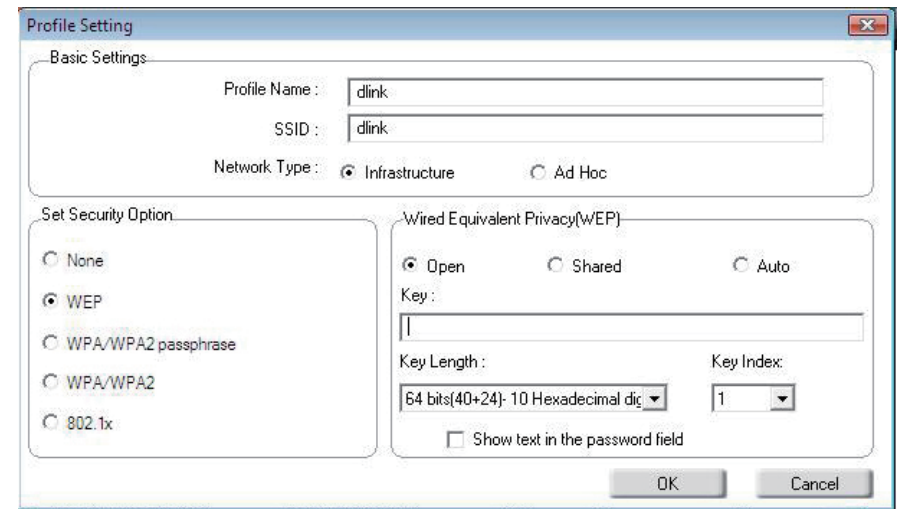 Profile Setting
Basic Settings
Profile Name : dlink
SSID : dlink
Network Type : Infrastructure Ad Hoc
Set Security Option
None
WEP
WPA/WPA2 passphrase
WPA/WPA2
802.1x
Wired Equivalent Privacy(WEP)
Open Shared Auto
Key :
Key Length : Key Index:
64 bits(40+24)- 10 Hexadecimal dig 1
Show text in the password field
OK Cancel